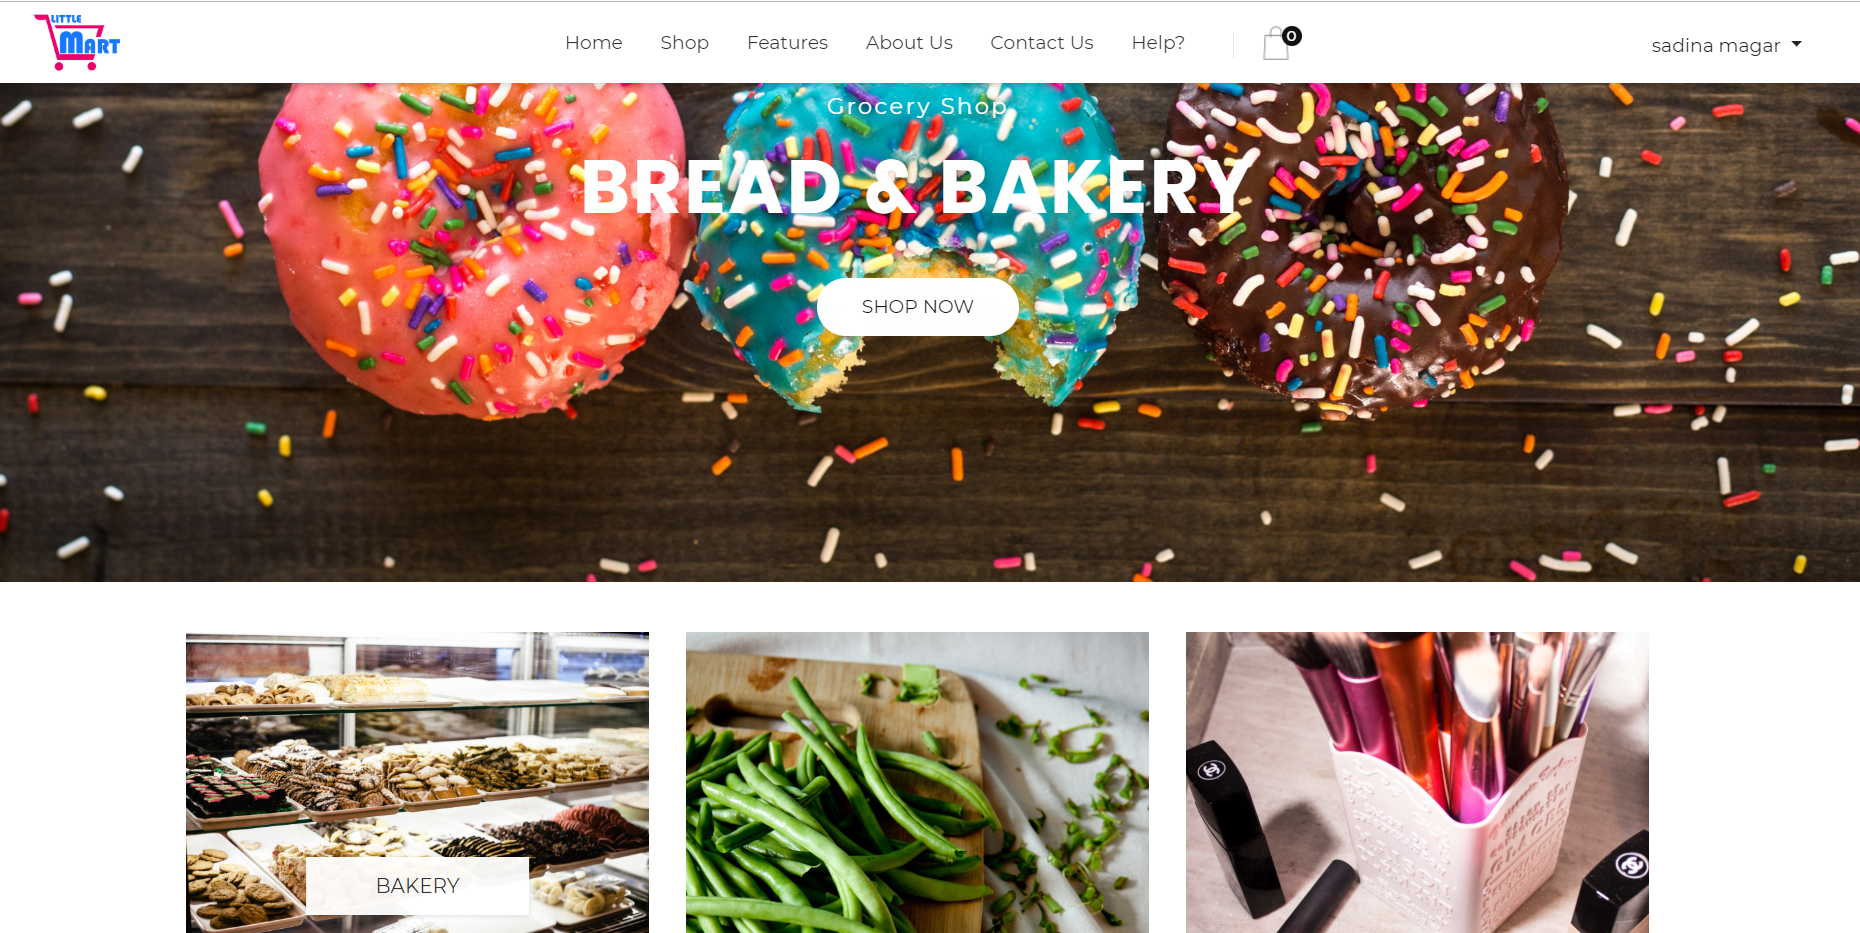 LITTLE
MART
Home
Shop
Features
About Us
Contact Us
Help?
0
sadina magar
Grocery Shop
BREAD & BAKERY
SHOP NOW
BAKERY